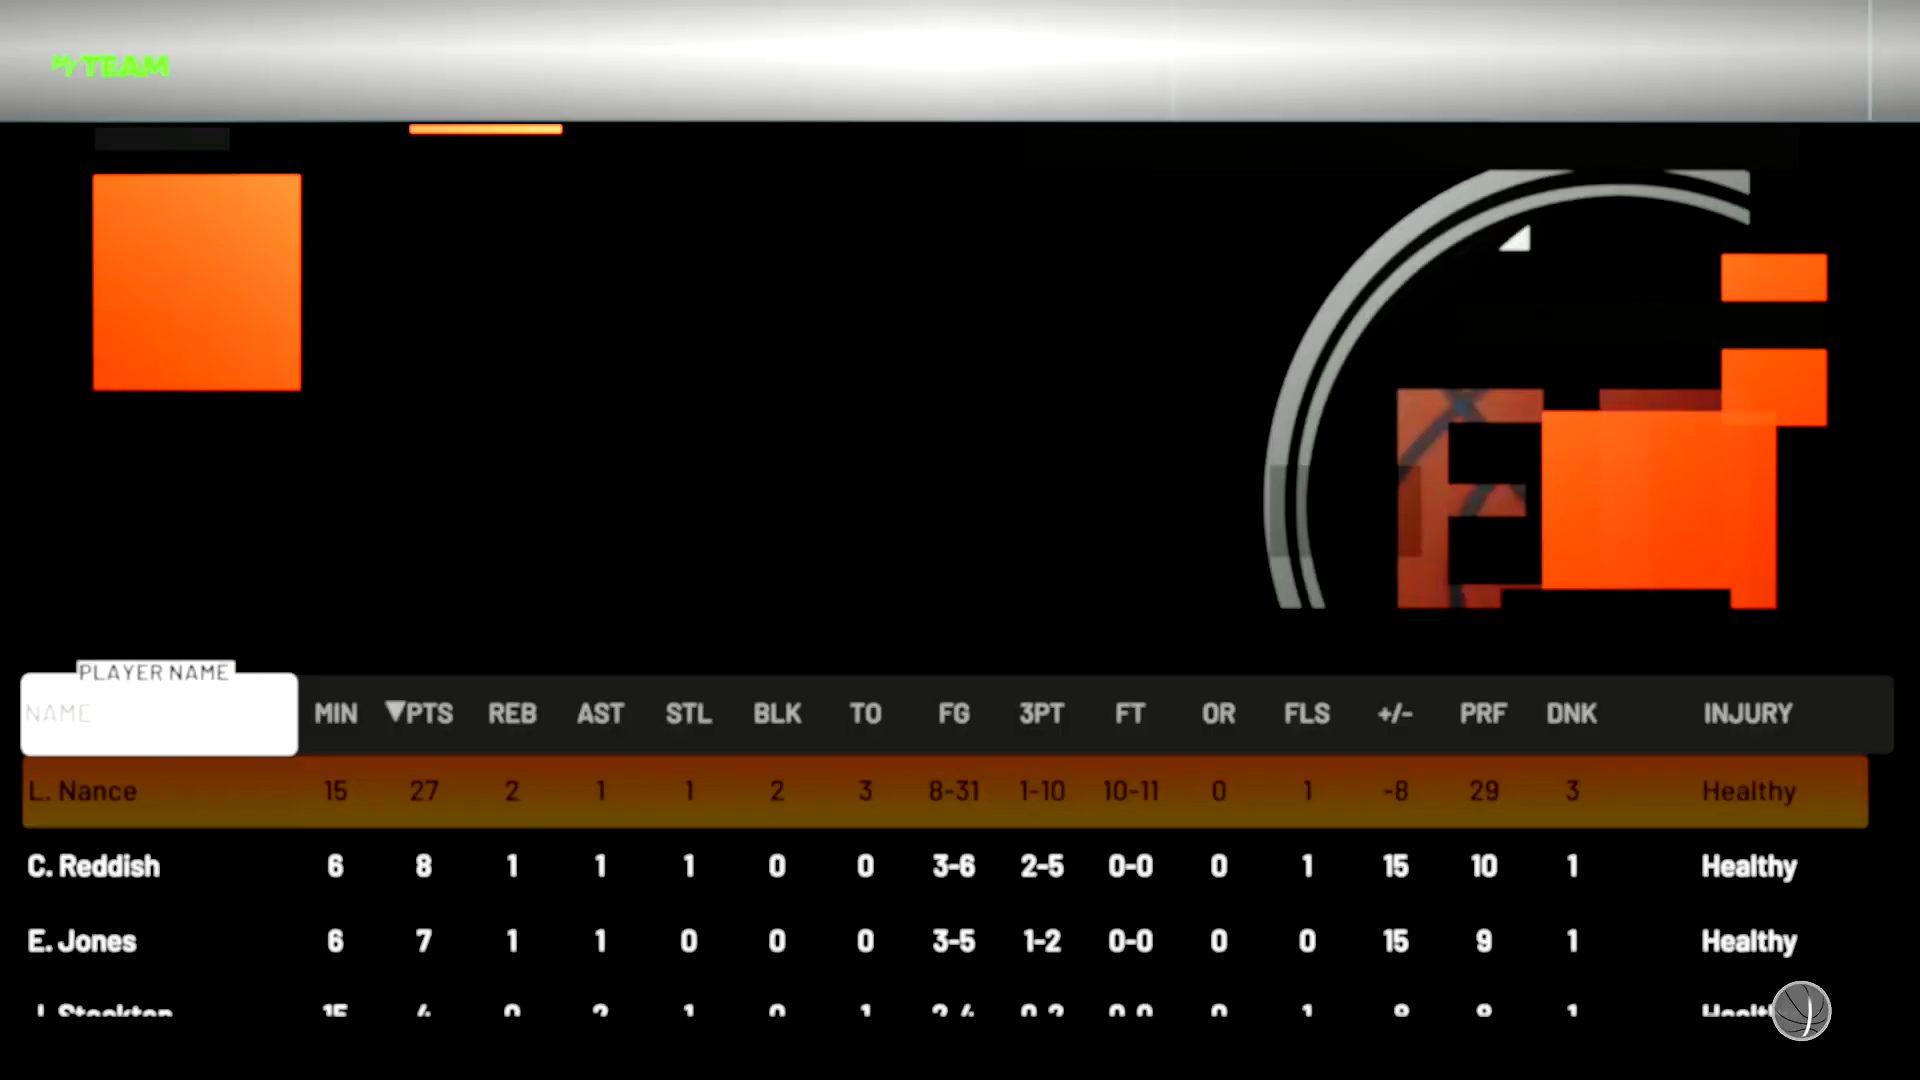 MyTEAM
PLAYER NAME
NAME MIN ▼PTS REB AST STL BLK TO FG 3PT FT OR FLS +/- PRF DNK INJURY
L. Nance 15 27 2 1 1 2 3 8-31 1-10 10-11 0 1 -8 29 3 Healthy
C. Reddish 6 8 1 1 1 0 0 3-6 2-5 0-0 0 1 15 10 1 Healthy
E. Jones 6 7 1 1 0 0 0 3-5 1-2 0-0 0 0 15 9 1 Healthy